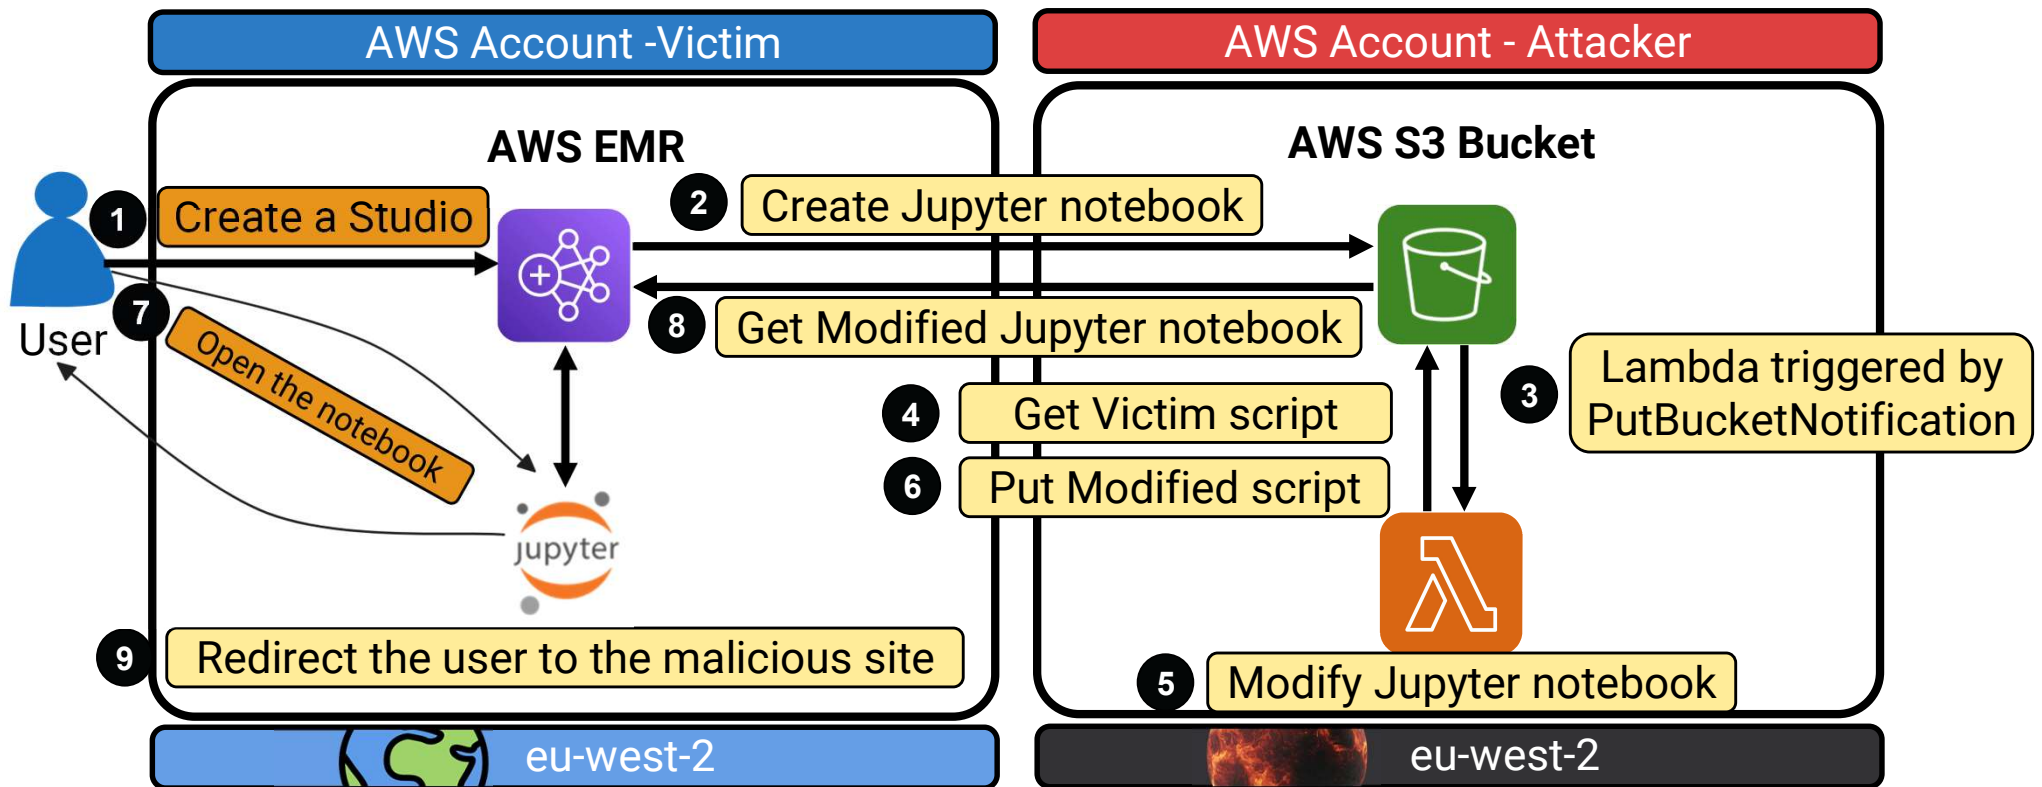 AWS Account -Victim
AWS Account - Attacker
AWS EMR
AWS S3 Bucket
1
Create a Studio
2
Create Jupyter notebook
7
Open the notebook
User
8
Get Modified Jupyter notebook
3
Lambda triggered by
PutBucketNotification
4
Get Victim script
6
Put Modified script
jupyter
9
Redirect the user to the malicious site
5
Modify Jupyter notebook
eu-west-2
eu-west-2